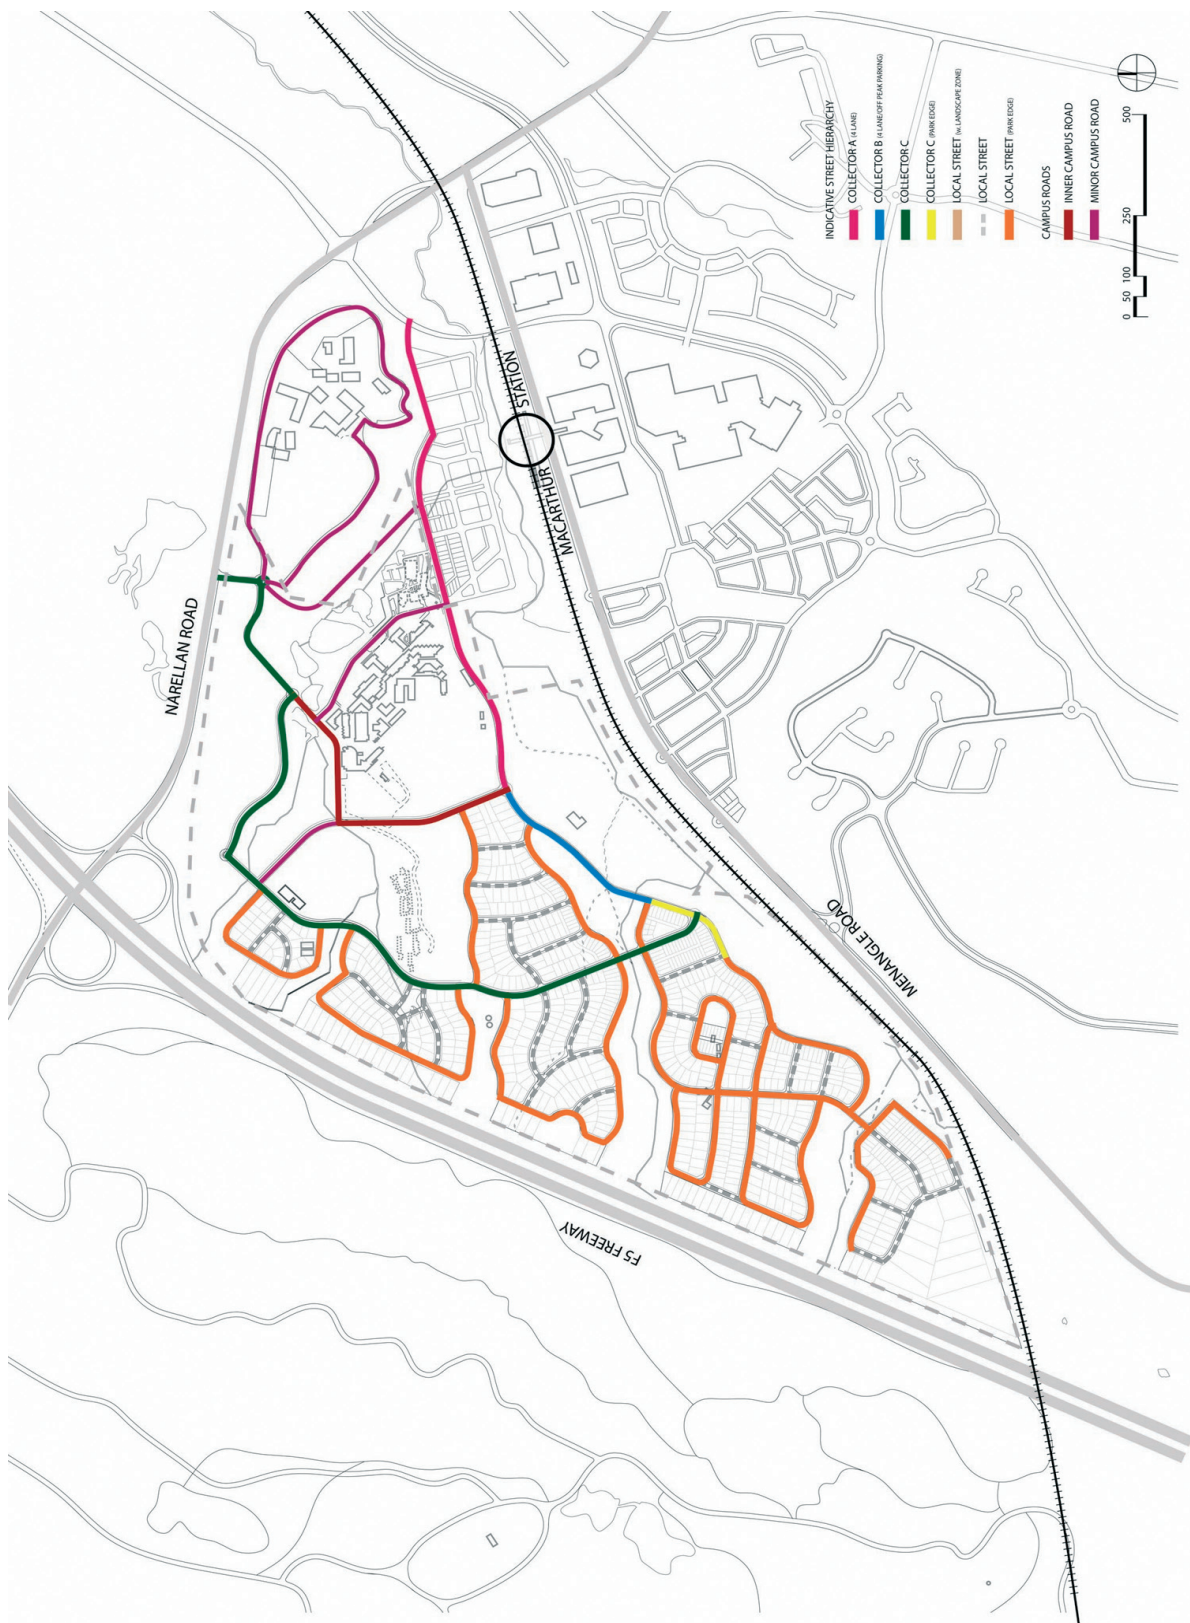 INDICATIVE STREET HIERARCHY
COLLECTOR A (4 LANE)
COLLECTOR B (4 LANE/OFF PEAK PARKING)
COLLECTOR C
COLLECTOR C (PARK EDGE)
LOCAL STREET (w. LANDSCAPE ZONE)
LOCAL STREET
LOCAL STREET (PARK EDGE)
CAMPUS ROADS
INNER CAMPUS ROAD
MINOR CAMPUS ROAD
0 50 100 250 500
NARELLAN ROAD
MACARTHUR STATION
MENANGLE ROAD
F5 FREEWAY